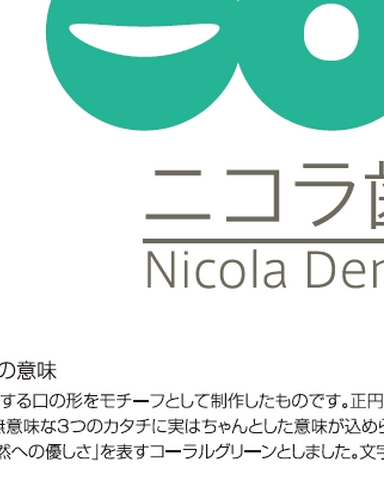 ニコラ歯
Nicola Den
の意味
する口の形をモチーフとして制作したものです。正円
無意味な3つのカタチに実はちゃんとした意味が込めら
然への優しさ」を表すコーラルグリーンとしました。文字